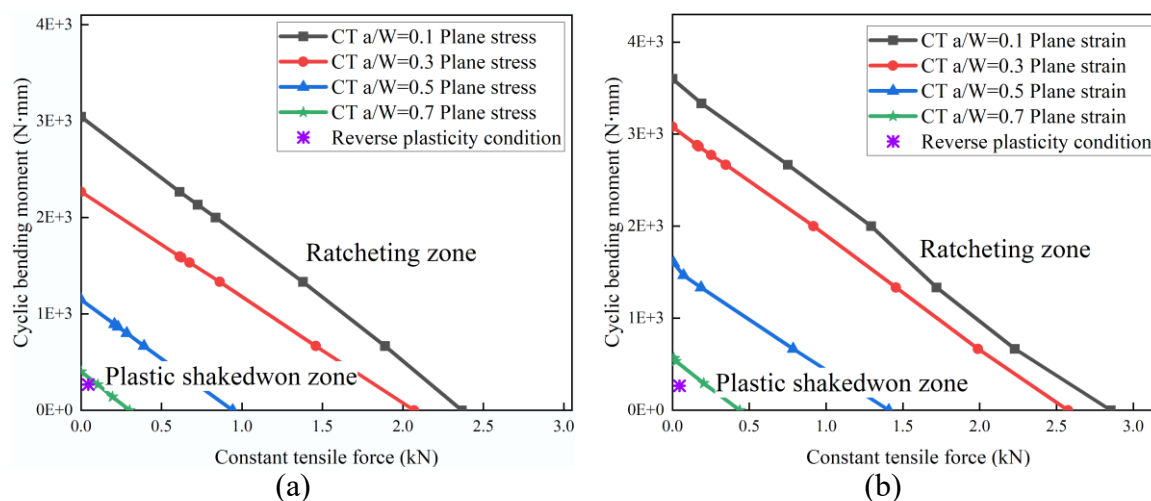 4E+3
3E+3
2E+3
1E+3
0E+0
Cyclic bending moment (N·mm)
CT a/W=0.1 Plane stress
CT a/W=0.3 Plane stress
CT a/W=0.5 Plane stress
CT a/W=0.7 Plane stress
Reverse plasticity condition
Ratcheting zone
Plastic shakedwon zone
0.0 0.5 1.0 1.5 2.0 2.5 3.0
Constant tensile force (kN)
(a)
4E+3
3E+3
2E+3
1E+3
0E+0
Cyclic bending moment (N·mm)
CT a/W=0.1 Plane strain
CT a/W=0.3 Plane strain
CT a/W=0.5 Plane strain
CT a/W=0.7 Plane strain
Reverse plasticity condition
Ratcheting zone
Plastic shakedwon zone
0.0 0.5 1.0 1.5 2.0 2.5 3.0
Constant tensile force (kN)
(b)